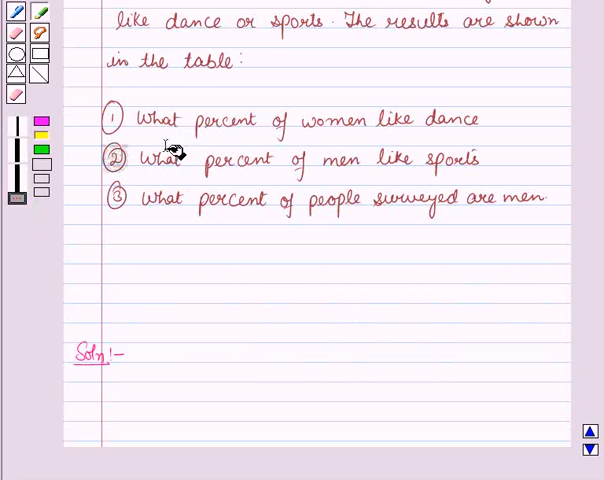 like dance or sports. The results are shown
in the table:
① What percent of women like dance
② What percent of men like sports
③ What percent of people surveyed are men.
Soln:-